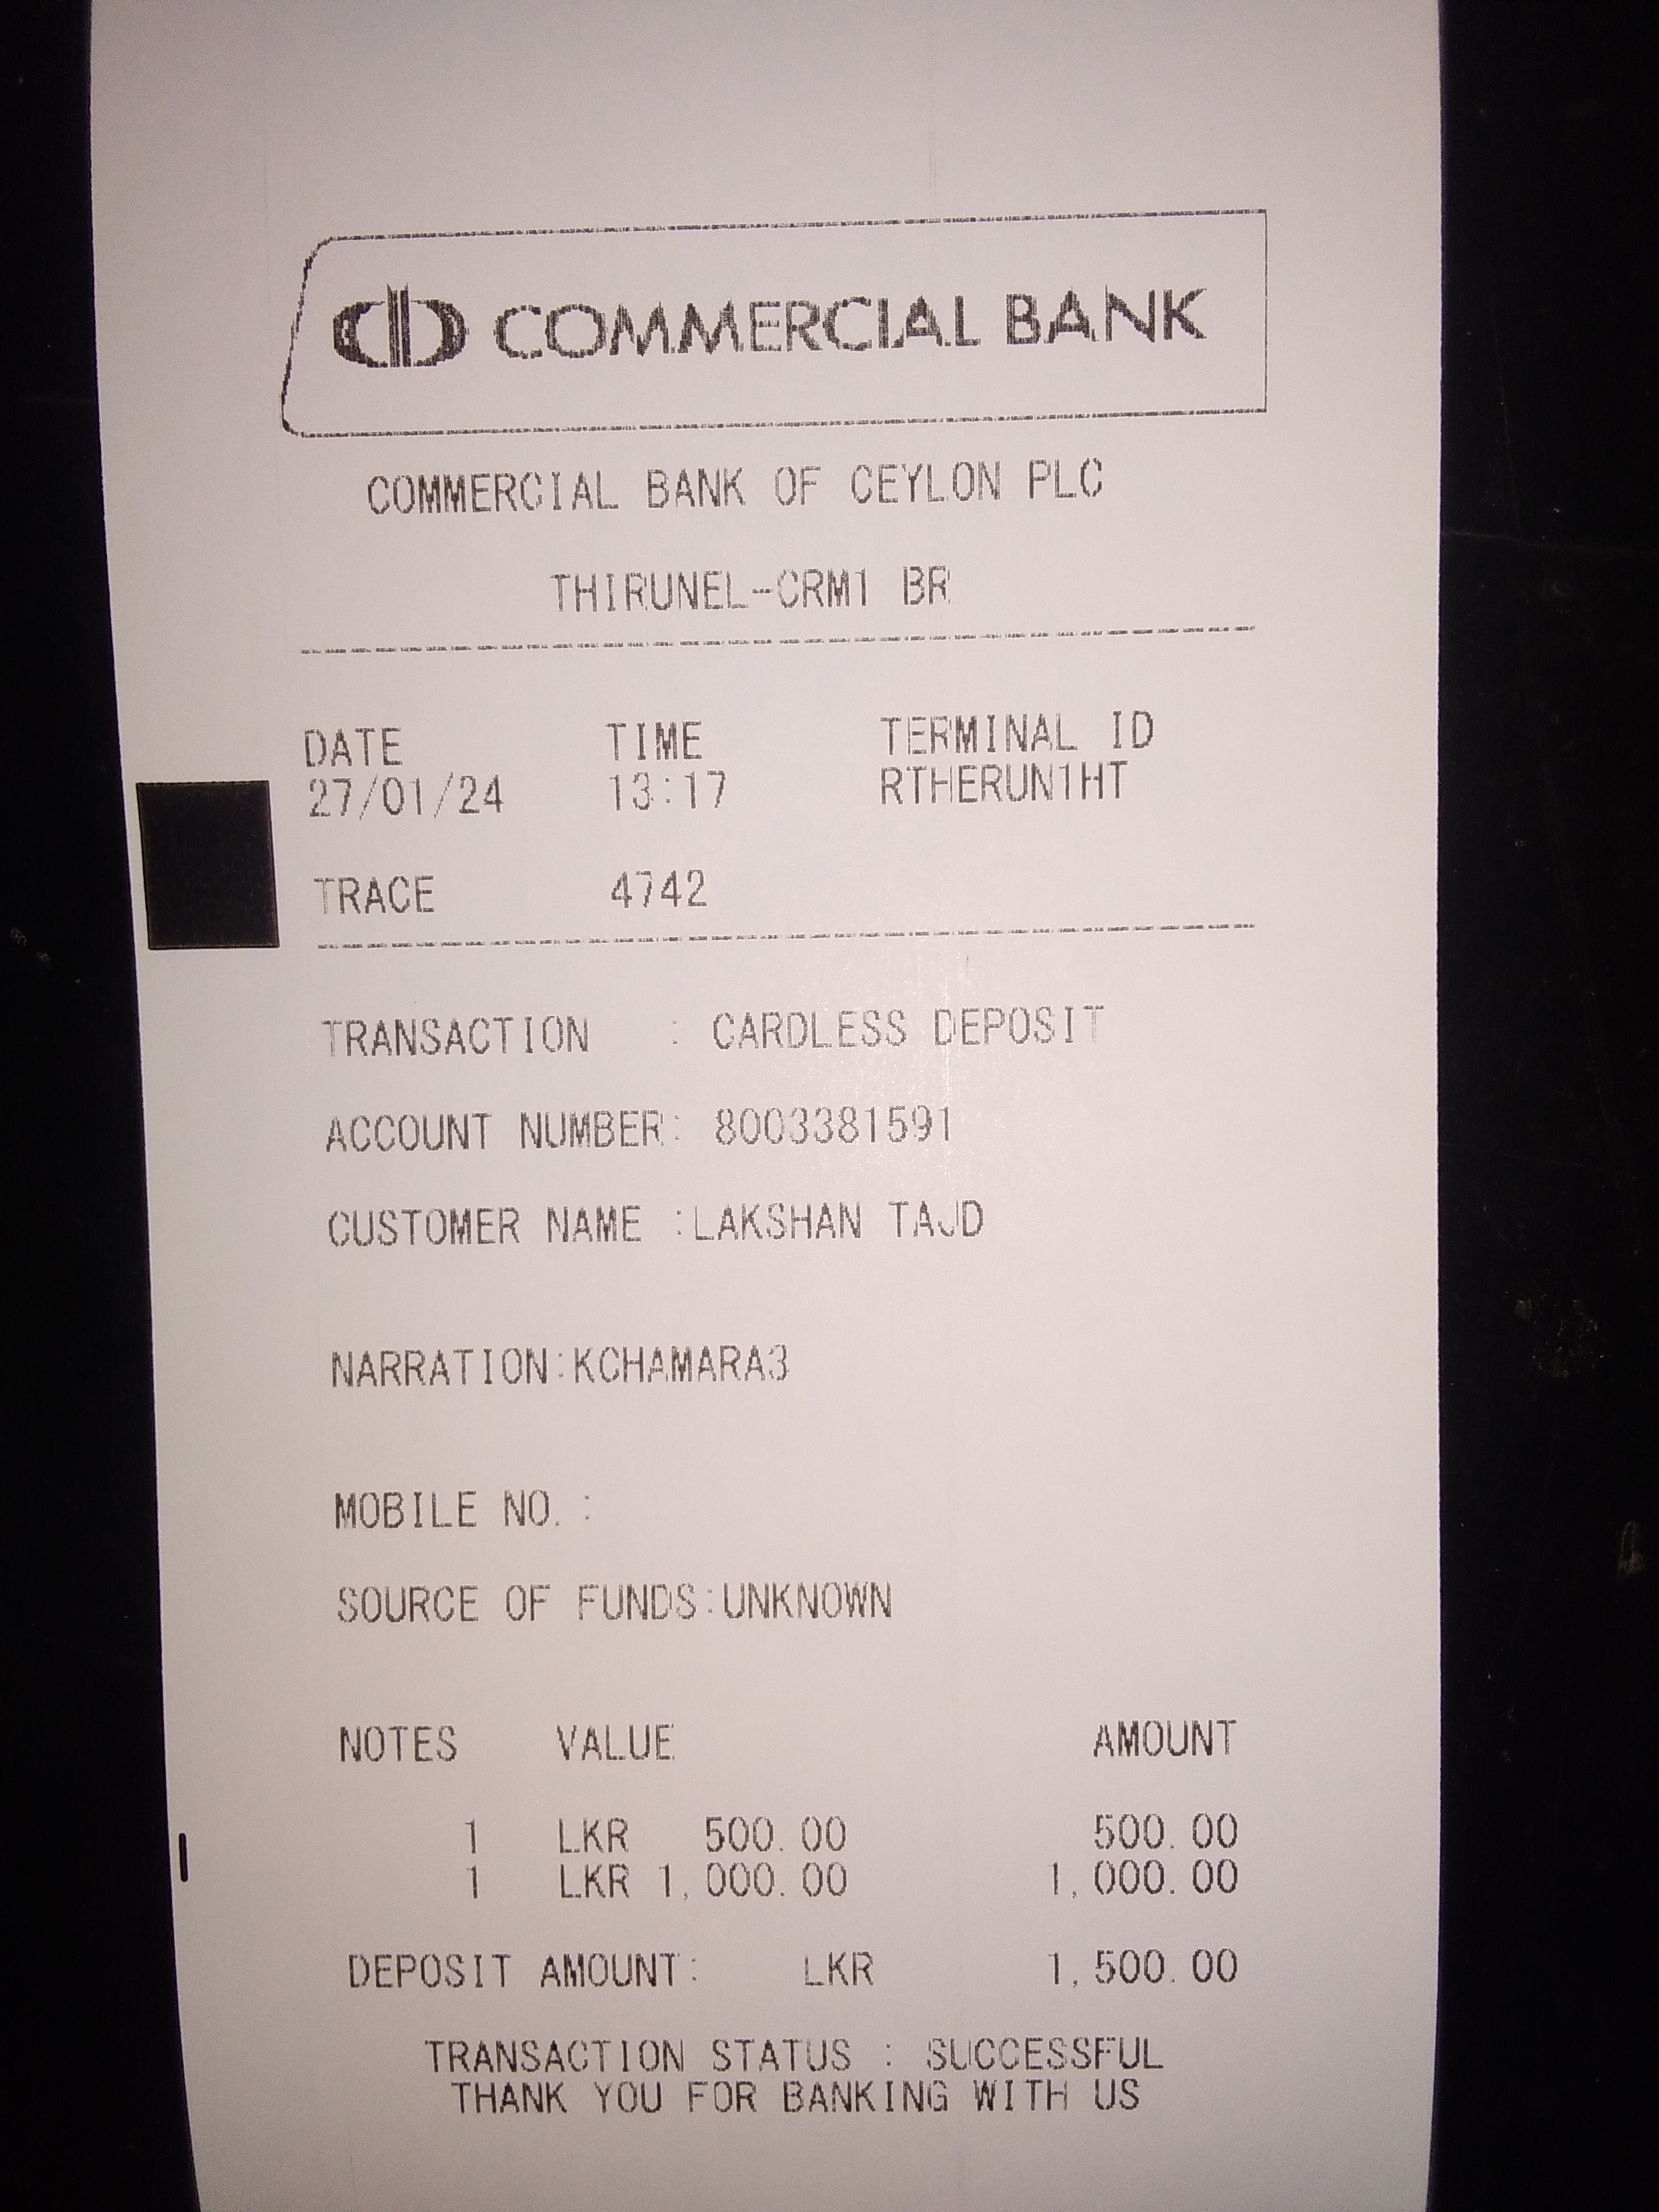 COMMERCIAL BANK
COMMERCIAL BANK OF CEYLON PLC
THIRUNEL-CRM1 BR
DATE TIME TERMINAL ID
27/01/24 13:17 RTHERUN1HT
TRACE 4742
TRANSACTION : CARDLESS DEPOSIT
ACCOUNT NUMBER: 8003381591
CUSTOMER NAME :LAKSHAN TAJD
NARRATION:KCHAMARA3
MOBILE NO. :
SOURCE OF FUNDS:UNKNOWN
NOTES VALUE AMOUNT
1 LKR 500.00 500.00
1 LKR 1,000.00 1,000.00
DEPOSIT AMOUNT: LKR 1,500.00
TRANSACTION STATUS : SUCCESSFUL
THANK YOU FOR BANKING WITH US